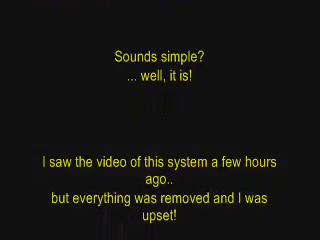 Sounds simple?
... well, it is!
I saw the video of this system a few hours
ago..
but everything was removed and I was
upset!